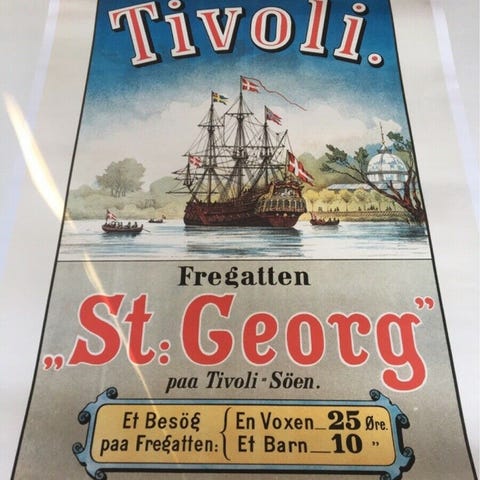 Tivoli.
Fregatten
„St: Georg”
paa Tivoli-Söen.
Et Besög
paa Fregatten:
{ En Voxen 25 Øre.
Et Barn 10 ”